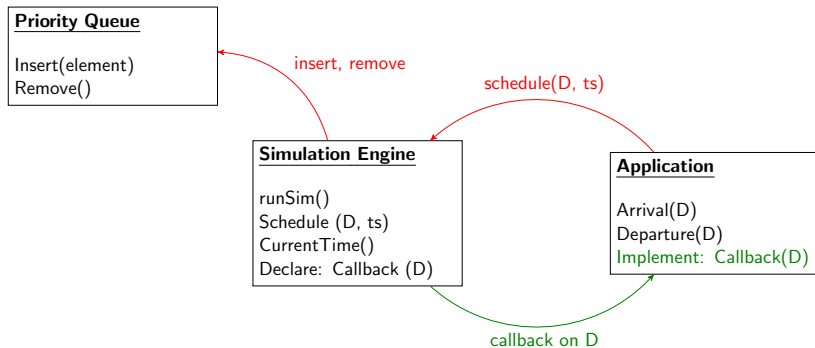 Priority Queue
Insert(element)
Remove()
insert, remove
schedule(D, ts)
Simulation Engine
runSim()
Schedule (D, ts)
CurrentTime()
Declare: Callback (D)
Application
Arrival(D)
Departure(D)
Implement: Callback(D)
callback on D